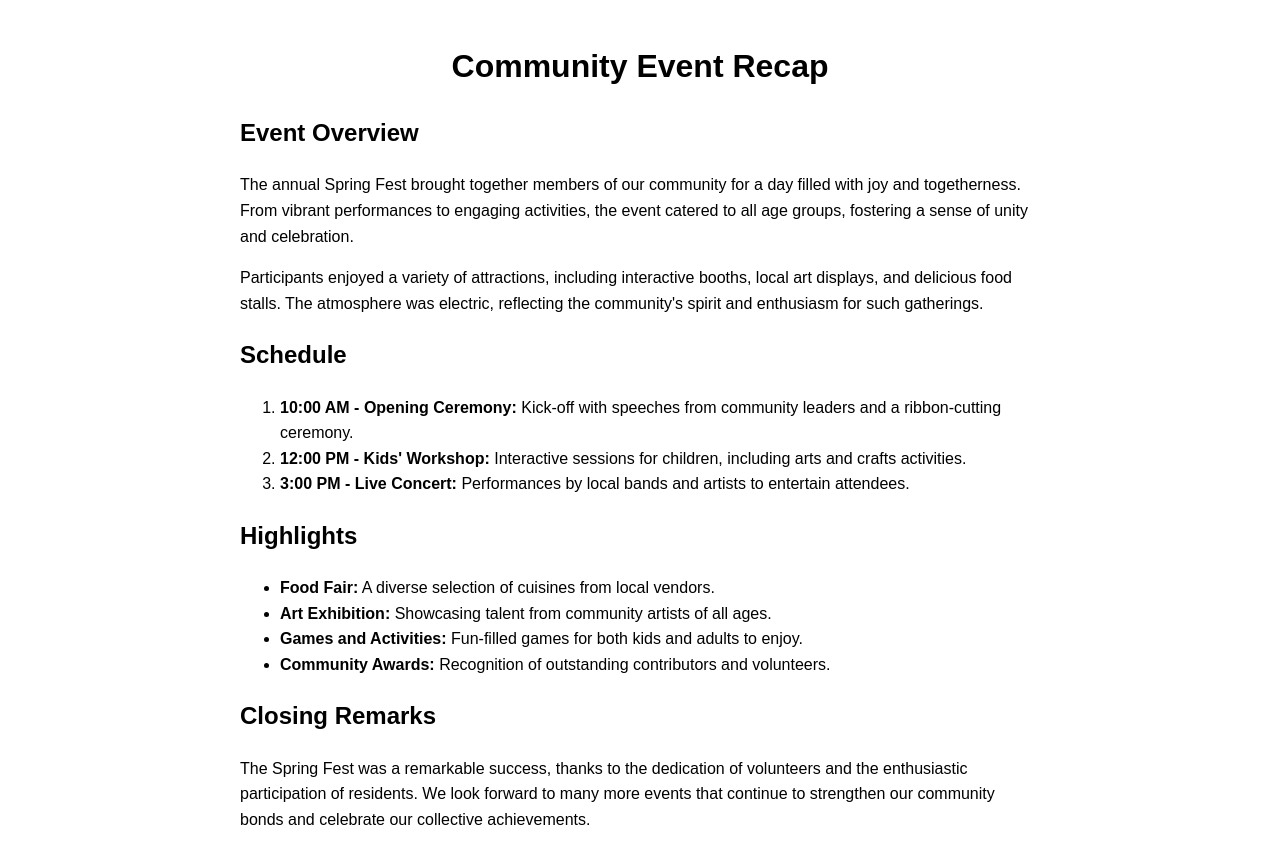 Community Event Recap
Event Overview
The annual Spring Fest brought together members of our community for a day filled with joy and togetherness.
From vibrant performances to engaging activities, the event catered to all age groups, fostering a sense of unity
and celebration.
Participants enjoyed a variety of attractions, including interactive booths, local art displays, and delicious food
stalls. The atmosphere was electric, reflecting the community's spirit and enthusiasm for such gatherings.
Schedule
1. 10:00 AM - Opening Ceremony: Kick-off with speeches from community leaders and a ribbon-cutting
ceremony.
2. 12:00 PM - Kids' Workshop: Interactive sessions for children, including arts and crafts activities.
3. 3:00 PM - Live Concert: Performances by local bands and artists to entertain attendees.
Highlights
• Food Fair: A diverse selection of cuisines from local vendors.
• Art Exhibition: Showcasing talent from community artists of all ages.
• Games and Activities: Fun-filled games for both kids and adults to enjoy.
• Community Awards: Recognition of outstanding contributors and volunteers.
Closing Remarks
The Spring Fest was a remarkable success, thanks to the dedication of volunteers and the enthusiastic
participation of residents. We look forward to many more events that continue to strengthen our community
bonds and celebrate our collective achievements.